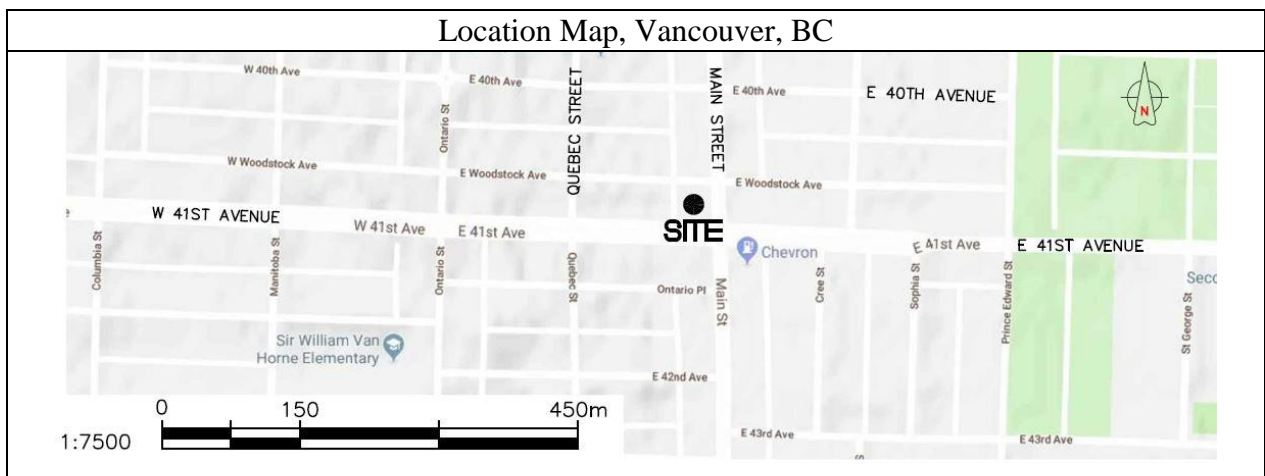 Location Map, Vancouver, BC
W 40th Ave
E 40th Ave
QUEBEC STREET
MAIN STREET
E 40th Ave
E 40TH AVENUE
N
Ontario St
W Woodstock Ave
E Woodstock Ave
E Woodstock Ave
W 41ST AVENUE
W 41st Ave
E 41st Ave
SITE
Chevron
E 41st Ave
E 41ST AVENUE
Columbia St
Manitoba St
Ontario St
Quebec St
Ontario Pl
Main St
Cree St
Sophia St
Prince Edward St
Seco
St George St
Sir William Van
Horne Elementary
E 42nd Ave
0 150 450m
1:7500
E 43rd Ave
E 43rd Ave